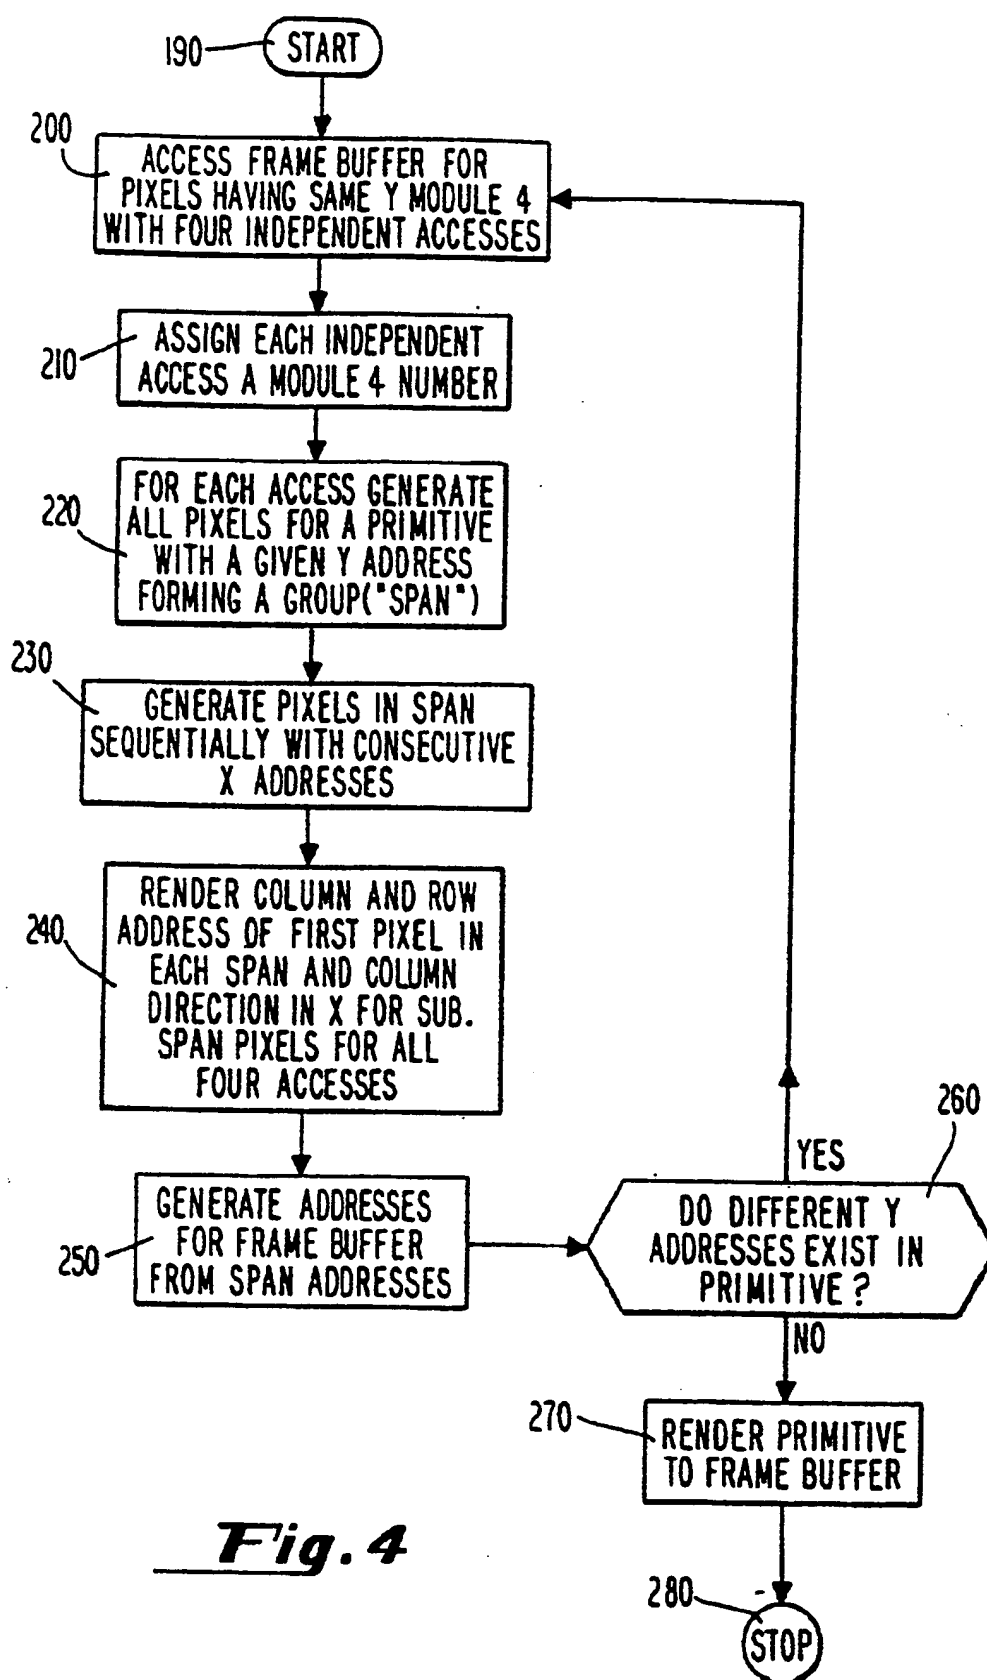 190
START
200
ACCESS FRAME BUFFER FOR
PIXELS HAVING SAME Y MODULE 4
WITH FOUR INDEPENDENT ACCESSES
210
ASSIGN EACH INDEPENDENT
ACCESS A MODULE 4 NUMBER
220
FOR EACH ACCESS GENERATE
ALL PIXELS FOR A PRIMITIVE
WITH A GIVEN Y ADDRESS
FORMING A GROUP("SPAN")
230
GENERATE PIXELS IN SPAN
SEQUENTIALLY WITH CONSECUTIVE
X ADDRESSES
240
RENDER COLUMN AND ROW
ADDRESS OF FIRST PIXEL IN
EACH SPAN AND COLUMN
DIRECTION IN X FOR SUB.
SPAN PIXELS FOR ALL
FOUR ACCESSES
250
GENERATE ADDRESSES
FOR FRAME BUFFER
FROM SPAN ADDRESSES
260
YES
DO DIFFERENT Y
ADDRESSES EXIST IN
PRIMITIVE ?
NO
270
RENDER PRIMITIVE
TO FRAME BUFFER
280
STOP
Fig. 4